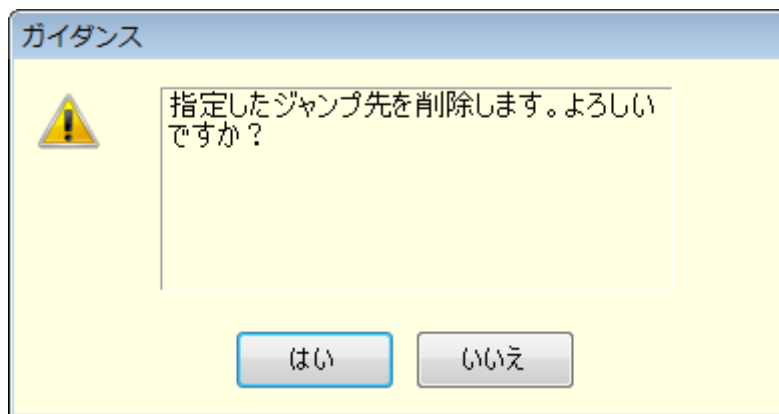 ガイダンス
指定したジャンプ先を削除します。よろしい
ですか？
はい
いいえ